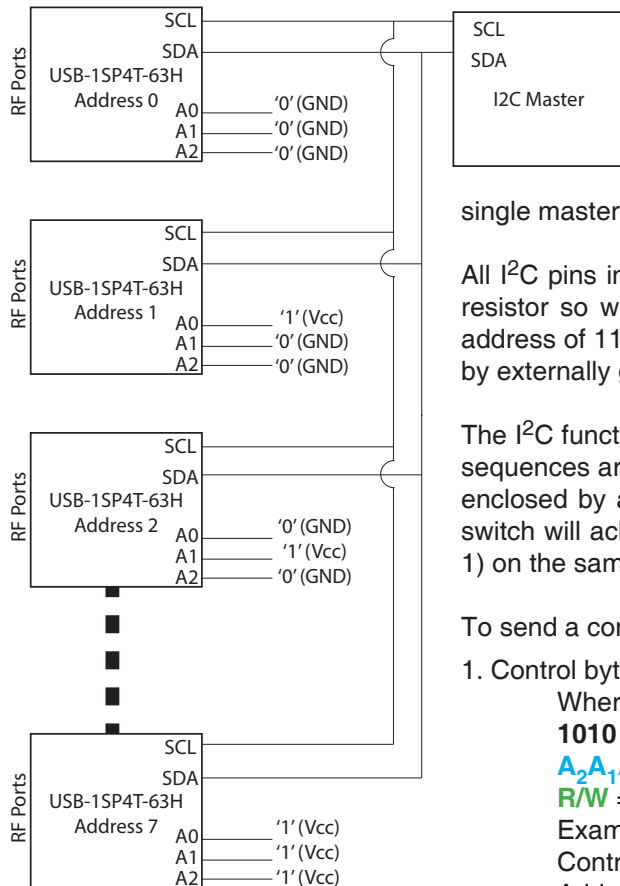 SCL
SDA
RF Ports
USB-1SP4T-63H
Address 0
A0 '0' (GND)
A1 '0' (GND)
A2 '0' (GND)
SCL
SDA
I2C Master
SCL
SDA
RF Ports
USB-1SP4T-63H
Address 1
A0 '1' (Vcc)
A1 '0' (GND)
A2 '0' (GND)
SCL
SDA
RF Ports
USB-1SP4T-63H
Address 2
A0 '0' (GND)
A1 '1' (Vcc)
A2 '0' (GND)
SCL
SDA
RF Ports
USB-1SP4T-63H
Address 7
A0 '1' (Vcc)
A1 '1' (Vcc)
A2 '1' (Vcc)
single master
All I²C pins in
resistor so w
address of 11
by externally g
The I²C funct
sequences ar
enclosed by a
switch will acl
1) on the sam
To send a cor
1. Control byt
Wher
1010
A₂A₁
R/W =
Exam
Contr